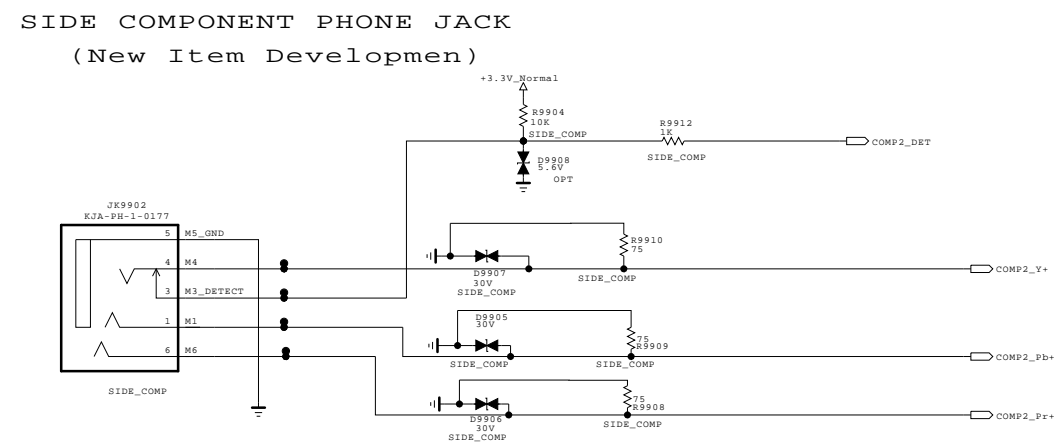 SIDE COMPONENT PHONE JACK
(New Item Developmen)
+3.3V_Normal
R9904
10K
SIDE_COMP
R9912
1K
SIDE_COMP
COMP2_DET
D9908
5.6V
OPT
JK9902
KJA-PH-1-0177
5 M5_GND
4 M4
3 M3_DETECT
1 M1
6 M6
SIDE_COMP
R9910
75
D9907
30V
SIDE_COMP
SIDE_COMP
COMP2_Y+
D9905
30V
75
R9909
SIDE_COMP
SIDE_COMP
COMP2_Pb+
75
R9908
D9906
30V
SIDE_COMP
SIDE_COMP
COMP2_Pr+